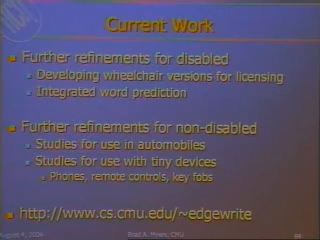 Current Work
Further refinements for disabled
Developing wheelchair versions for licensing
Integrated word prediction
Further refinements for non-disabled
Studies for use in automobiles
Studies for use with tiny devices
Phones, remote controls, key fobs
http://www.cs.cmu.edu/~edgewrite
August 4, 2004 Brad A. Myers, CMU